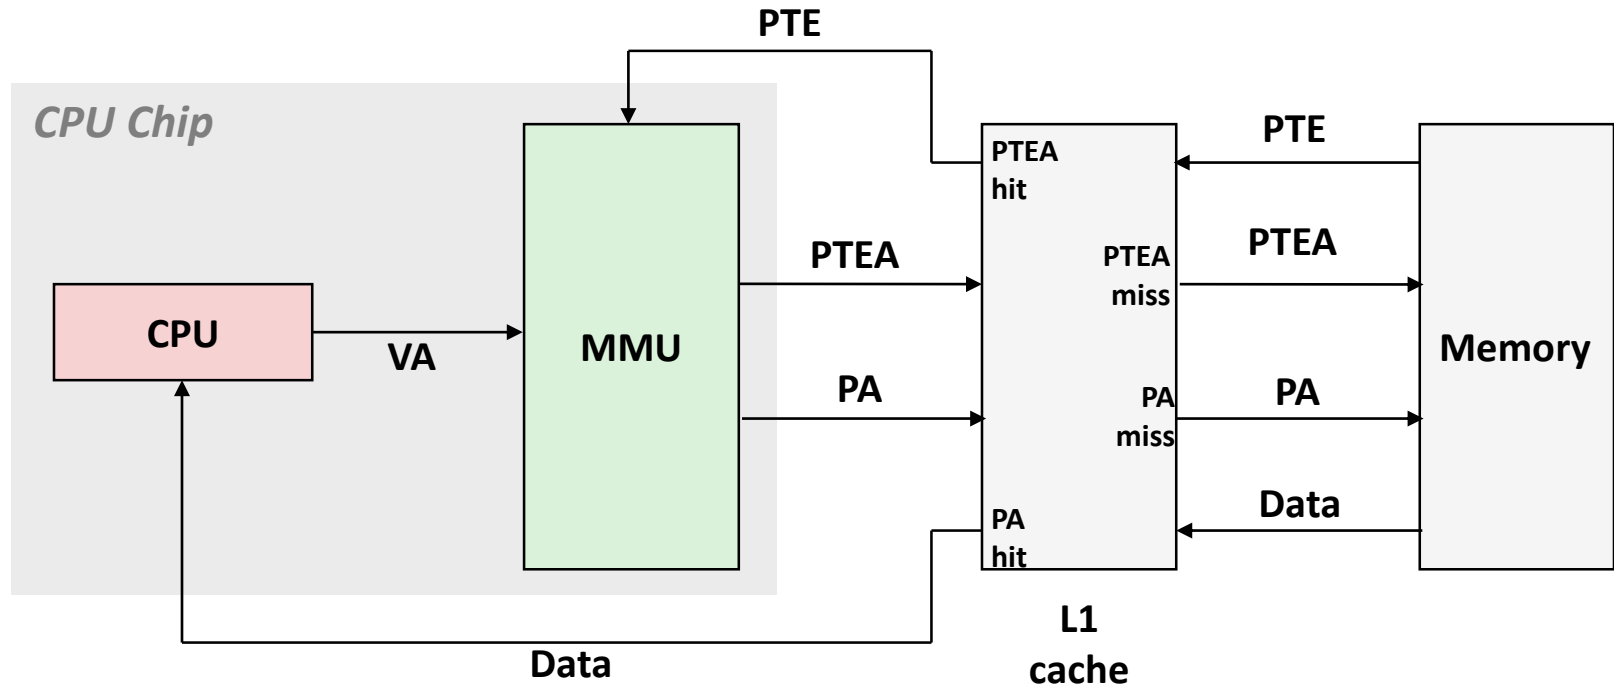 PTE
CPU Chip
PTEA
hit
PTE
PTEA
PTEA
miss
PTEA
CPU
VA
MMU
Memory
PA
PA
miss
PA
PA
hit
Data
Data
L1
cache